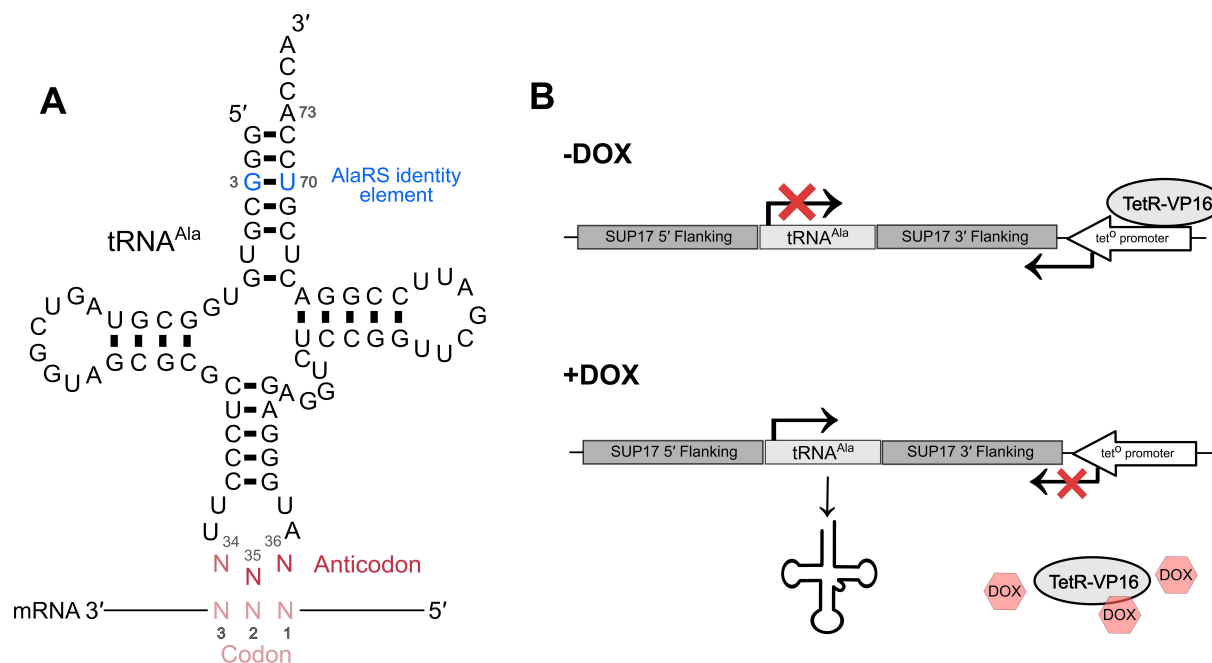 A
3′
A
C
C
A 73
5′
G C
G C
3 G U 70
AlaRS identity
element
C G
G C
U U
G C
tRNA^Ala
U G A U G C G G U
C
G
G U U A G C G C G
A G G C C U U A
G
C
U U G G C C U
C U G
G A G
C G
U A
C G
C G
C G
U U
U A
34 35 36
N N N Anticodon
mRNA 3′ N N N 5′
3 2 1
Codon
B
-DOX
TetR-VP16
SUP17 5′ Flanking tRNA^Ala SUP17 3′ Flanking tet^O promoter
+DOX
SUP17 5′ Flanking tRNA^Ala SUP17 3′ Flanking tet^O promoter
DOX TetR-VP16 DOX
DOX